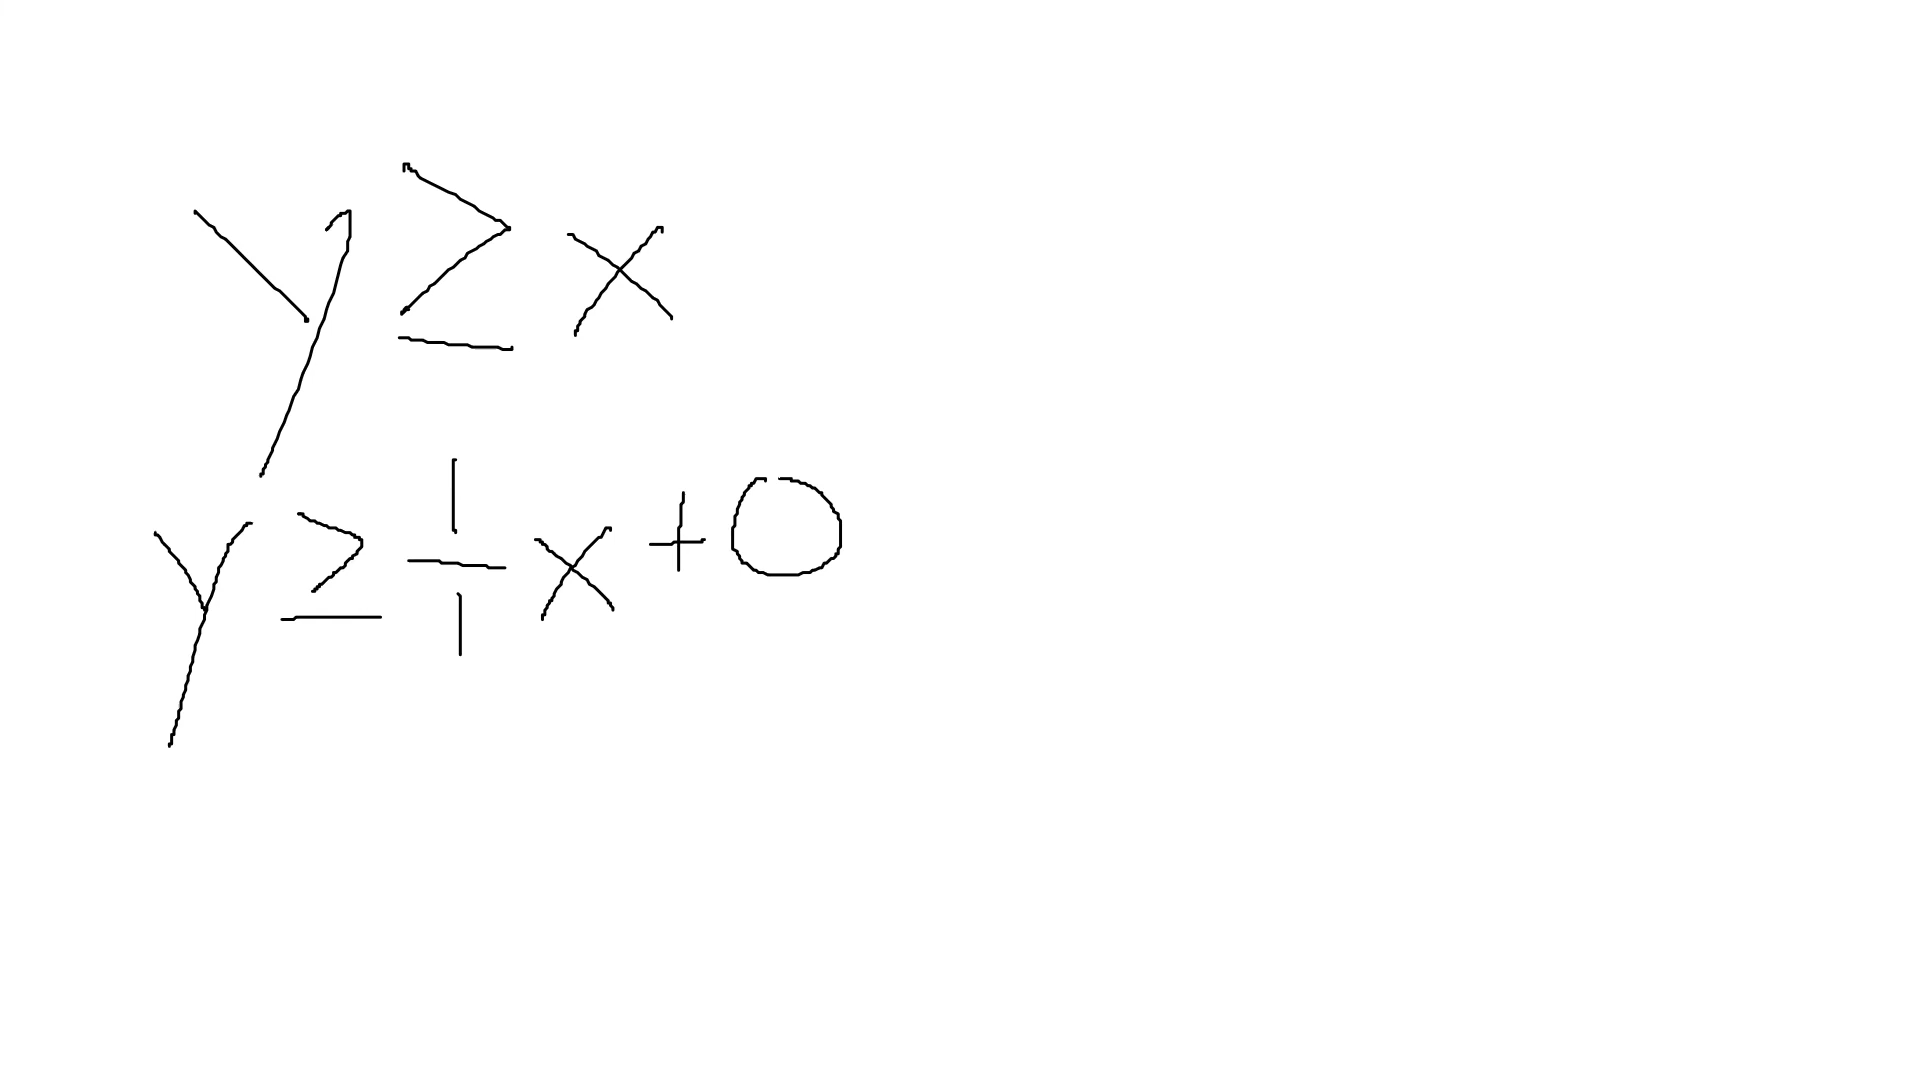 y ≥ x
y ≥ 1/1 x + 0